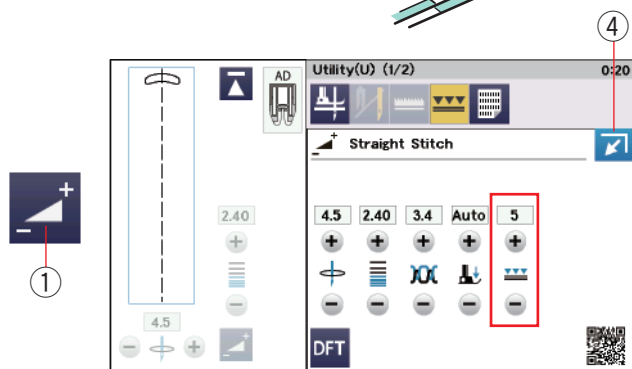 ④
AD
Utility(U) (1/2) 0:20
Straight Stitch
①
2.40
4.5 2.40 3.4 Auto 5
4.5
DFT